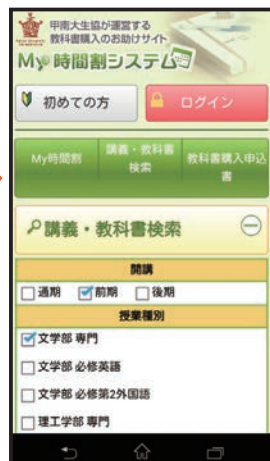 甲南大生協が運営する
教科書購入のお助けサイト
My時間割システム
初めての方
ログイン
My時間割
講義・教科書
検索
教科書購入申込
書
講義・教科書検索
開講
通期 前期 後期
授業種別
文学部 専門
文学部 必修英語
文学部 必修第2外国語
理工学部 専門